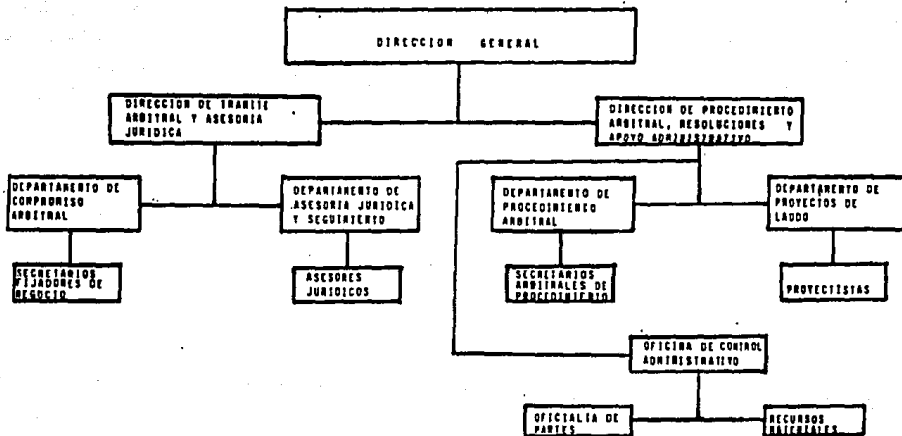 DIRECCION GENERAL
DIRECCION DE TRAMITE
ARBITRAL Y ASESORIA
JURIDICA
DIRECCION DE PROCEDIMIENTO
ARBITRAL, RESOLUCIONES Y
APOYO ADMINISTRATIVO
DEPARTAMENTO DE
COMPROMISO
ARBITRAL
DEPARTAMENTO DE
ASESORIA JURIDICA
Y SEGUIMIENTO
DEPARTAMENTO DE
PROCEDIMIENTO
ARBITRAL
DEPARTAMENTO DE
PROYECTOS DE
LAUDO
SECRETARIOS
FIJADORES DE
NEGOCIO
ASESORES
JURIDICOS
SECRETARIOS
ARBITRALES DE
PROCEDIMIENTO
PROYECTISTAS
OFICINA DE CONTROL
ADMINISTRATIVO
OFICIALIA DE
PARTES
RECURSOS
MATERIALES